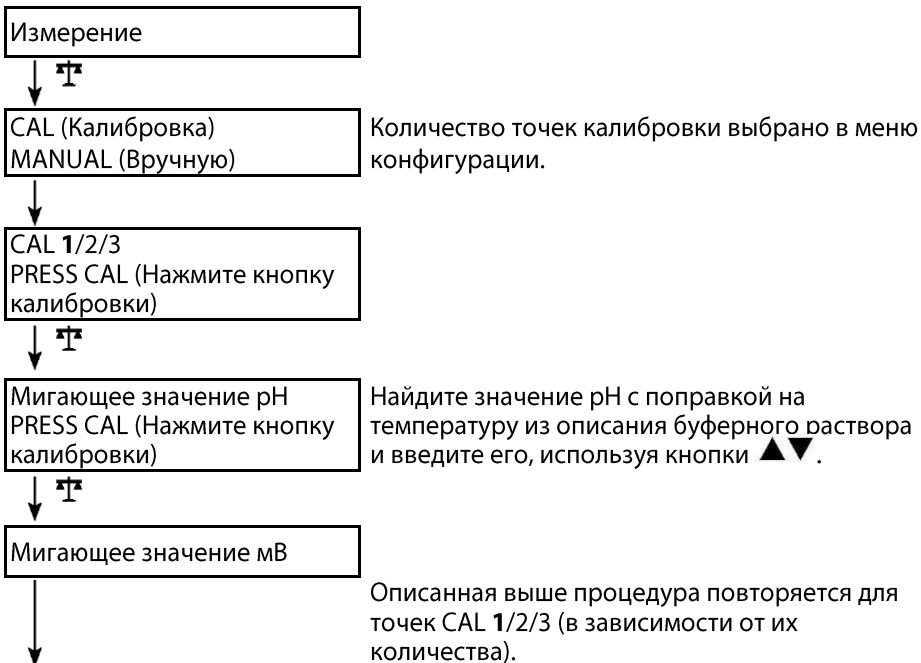 Измерение
CAL (Калибровка)
MANUAL (Вручную)
Количество точек калибровки выбрано в меню
конфигурации.
CAL 1/2/3
PRESS CAL (Нажмите кнопку
калибровки)
Мигающее значение pH
PRESS CAL (Нажмите кнопку
калибровки)
Найдите значение pH с поправкой на
температуру из описания буферного раствора
и введите его, используя кнопки ▲▼.
Мигающее значение мВ
Описанная выше процедура повторяется для
точек CAL 1/2/3 (в зависимости от их
количества).